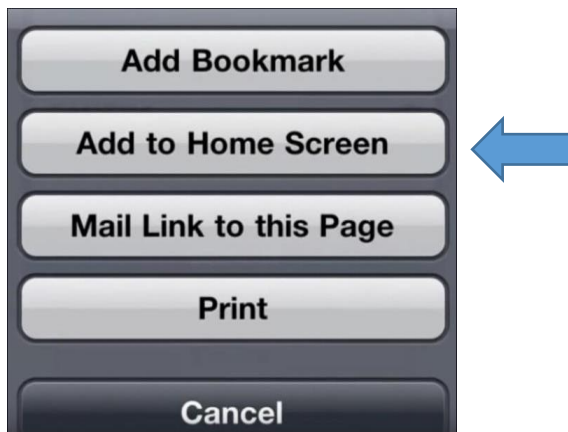 Add Bookmark
Add to Home Screen
Mail Link to this Page
Print
Cancel